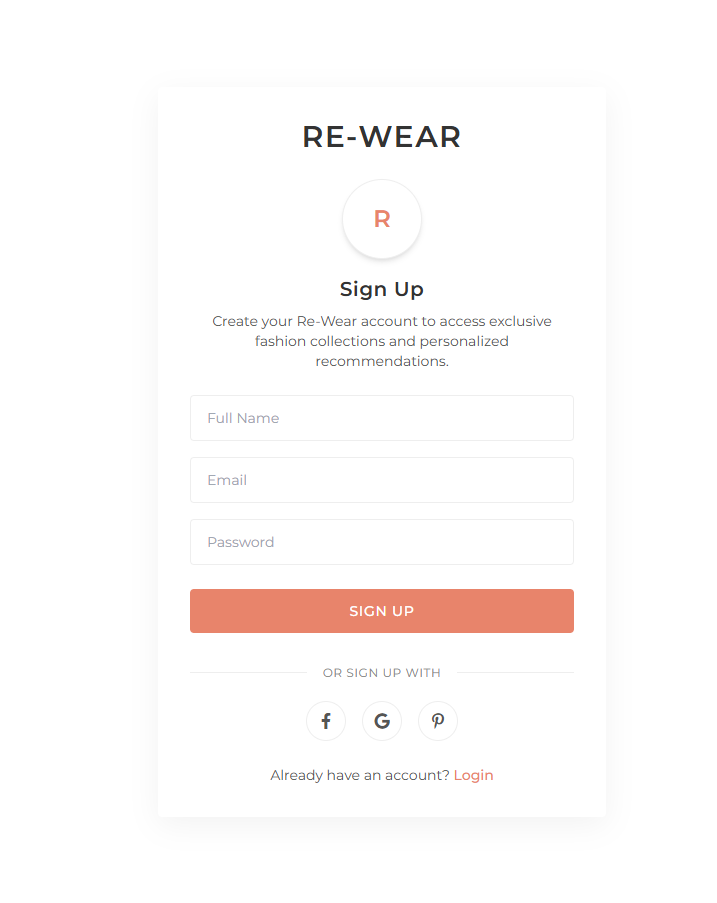 RE-WEAR
R
Sign Up
Create your Re-Wear account to access exclusive
fashion collections and personalized
recommendations.
Full Name
Email
Password
SIGN UP
OR SIGN UP WITH
Already have an account? Login